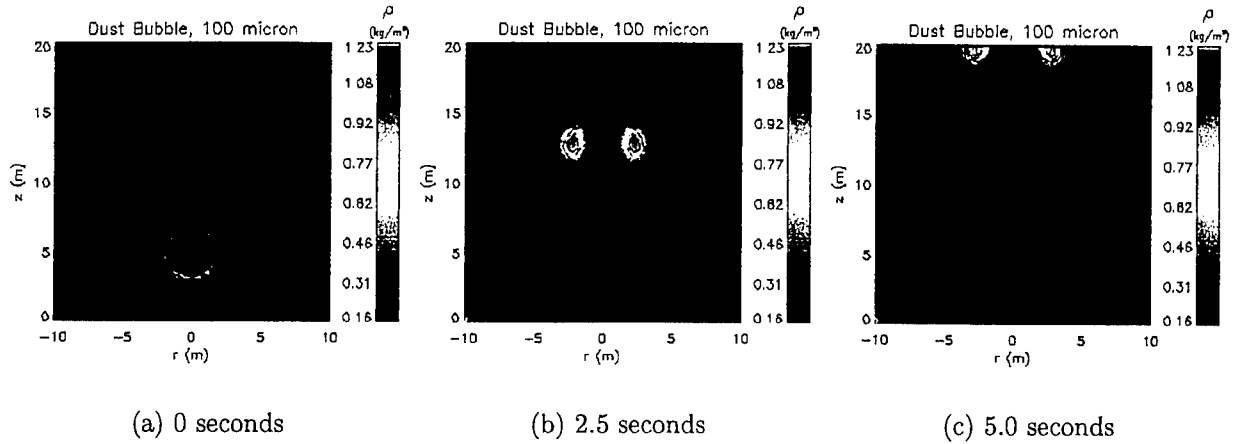 Dust Bubble, 100 micron
ρ
(kg/m³)
20
15
10
5
0
z (m)
-10 -5 0 5 10
r (m)
1 23
1 08
0.92
0.77
0.62
0.46
0.31
0.16
(a) 0 seconds
Dust Bubble, 100 micron
ρ
(kg/m³)
20
15
10
5
0
z (m)
-10 -5 0 5 10
r (m)
1 23
1 08
0.92
0.77
0.62
0.46
0.31
0.16
(b) 2.5 seconds
Dust Bubble, 100 micron
ρ
(kg/m³)
20
15
10
5
0
z (m)
-10 -5 0 5 10
r (m)
1 23
1 08
0.92
0.77
0.62
0.46
0.31
0.16
(c) 5.0 seconds